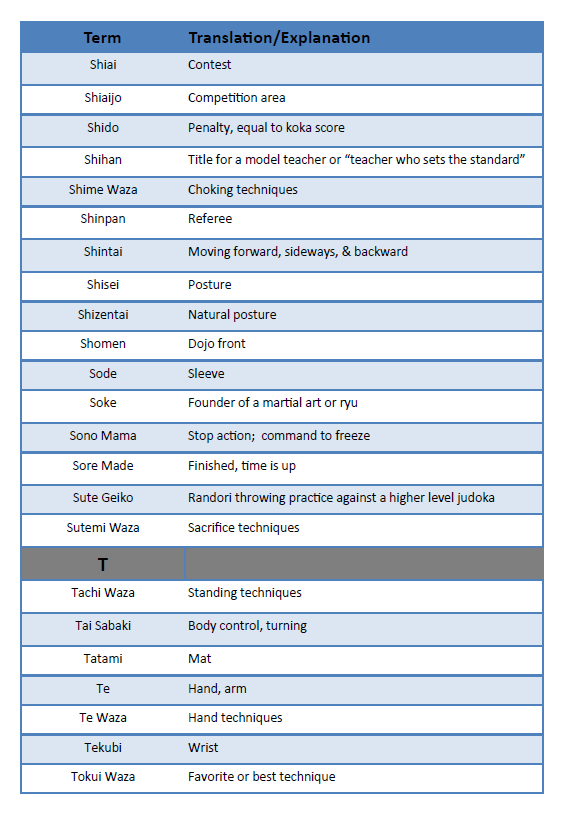 Term Translation/Explanation
Shiai Contest
Shiaijo Competition area
Shido Penalty, equal to koka score
Shihan Title for a model teacher or “teacher who sets the standard”
Shime Waza Choking techniques
Shinpan Referee
Shintai Moving forward, sideways, & backward
Shisei Posture
Shizentai Natural posture
Shomen Dojo front
Sode Sleeve
Soke Founder of a martial art or ryu
Sono Mama Stop action; command to freeze
Sore Made Finished, time is up
Sute Geiko Randori throwing practice against a higher level judoka
Sutemi Waza Sacrifice techniques
T
Tachi Waza Standing techniques
Tai Sabaki Body control, turning
Tatami Mat
Te Hand, arm
Te Waza Hand techniques
Tekubi Wrist
Tokui Waza Favorite or best technique